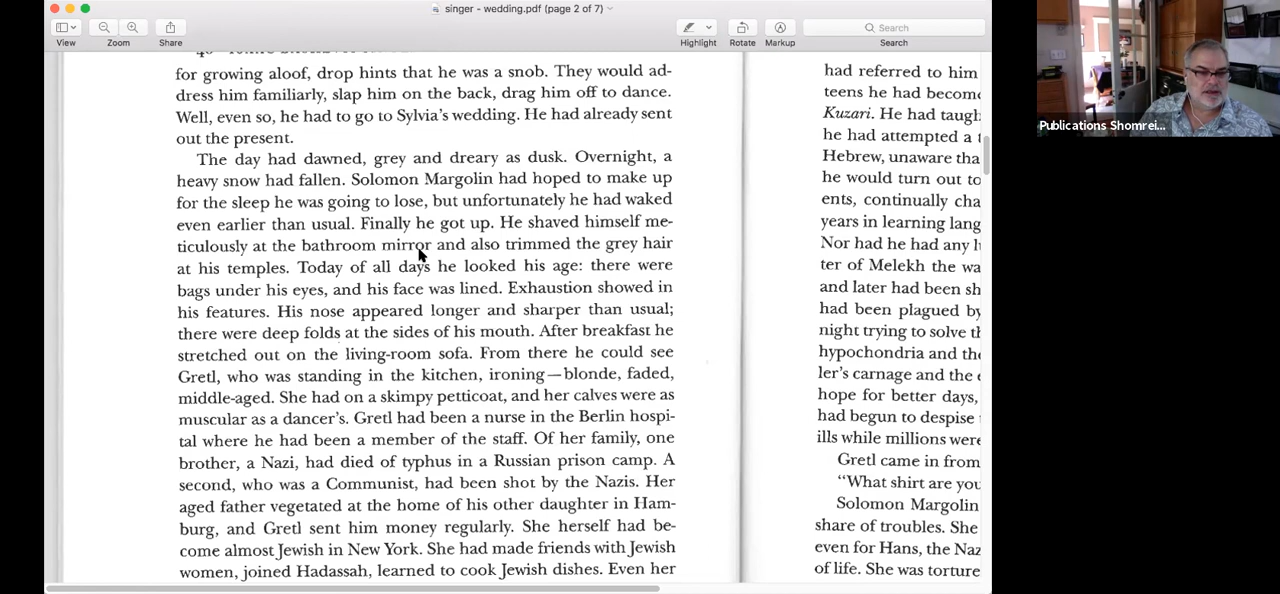 singer - wedding.pdf (page 2 of 7)
View
Zoom
Share
Highlight
Rotate
Markup
Search
Search
for growing aloof, drop hints that he was a snob. They would ad-
dress him familiarly, slap him on the back, drag him off to dance.
Well, even so, he had to go to Sylvia's wedding. He had already sent
out the present.
The day had dawned, grey and dreary as dusk. Overnight, a
heavy snow had fallen. Solomon Margolin had hoped to make up
for the sleep he was going to lose, but unfortunately he had waked
even earlier than usual. Finally he got up. He shaved himself me-
ticulously at the bathroom mirror and also trimmed the grey hair
at his temples. Today of all days he looked his age: there were
bags under his eyes, and his face was lined. Exhaustion showed in
his features. His nose appeared longer and sharper than usual;
there were deep folds at the sides of his mouth. After breakfast he
stretched out on the living-room sofa. From there he could see
Gretl, who was standing in the kitchen, ironing—blonde, faded,
middle-aged. She had on a skimpy petticoat, and her calves were as
muscular as a dancer's. Gretl had been a nurse in the Berlin hospi-
tal where he had been a member of the staff. Of her family, one
brother, a Nazi, had died of typhus in a Russian prison camp. A
second, who was a Communist, had been shot by the Nazis. Her
aged father vegetated at the home of his other daughter in Ham-
burg, and Gretl sent him money regularly. She herself had be-
come almost Jewish in New York. She had made friends with Jewish
women, joined Hadassah, learned to cook Jewish dishes. Even her
had referred to him
teens he had become
Kuzari. He had taugh
he had attempted a t
Hebrew, unaware tha
he would turn out to
ents, continually cha
years in learning lang
Nor had he had any l
ter of Melekh the wa
and later had been sh
had been plagued by
night trying to solve th
hypochondria and the
ler's carnage and the e
hope for better days,
had begun to despise
ills while millions were
Gretl came in from
"What shirt are you
Solomon Margolin
share of troubles. She
even for Hans, the Naz
of life. She was torture
Publications Shomrei...